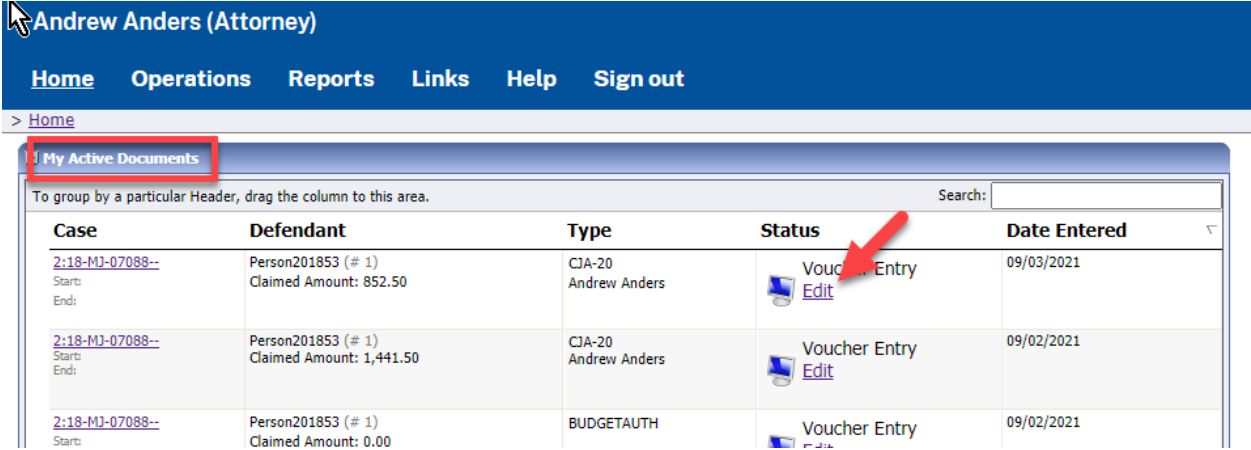 Andrew Anders (Attorney)
Home Operations Reports Links Help Sign out
> Home
My Active Documents
To group by a particular Header, drag the column to this area. Search:
Case Defendant Type Status Date Entered
2:18-MJ-07088-- Person201853 (# 1) CJA-20 Voucher Entry 09/03/2021
Start: Claimed Amount: 852.50 Andrew Anders Edit
End:
2:18-MJ-07088-- Person201853 (# 1) CJA-20 Voucher Entry 09/02/2021
Start: Claimed Amount: 1,441.50 Andrew Anders Edit
End:
2:18-MJ-07088-- Person201853 (# 1) BUDGETAUTH Voucher Entry 09/02/2021
Start: Claimed Amount: 0.00 Edit